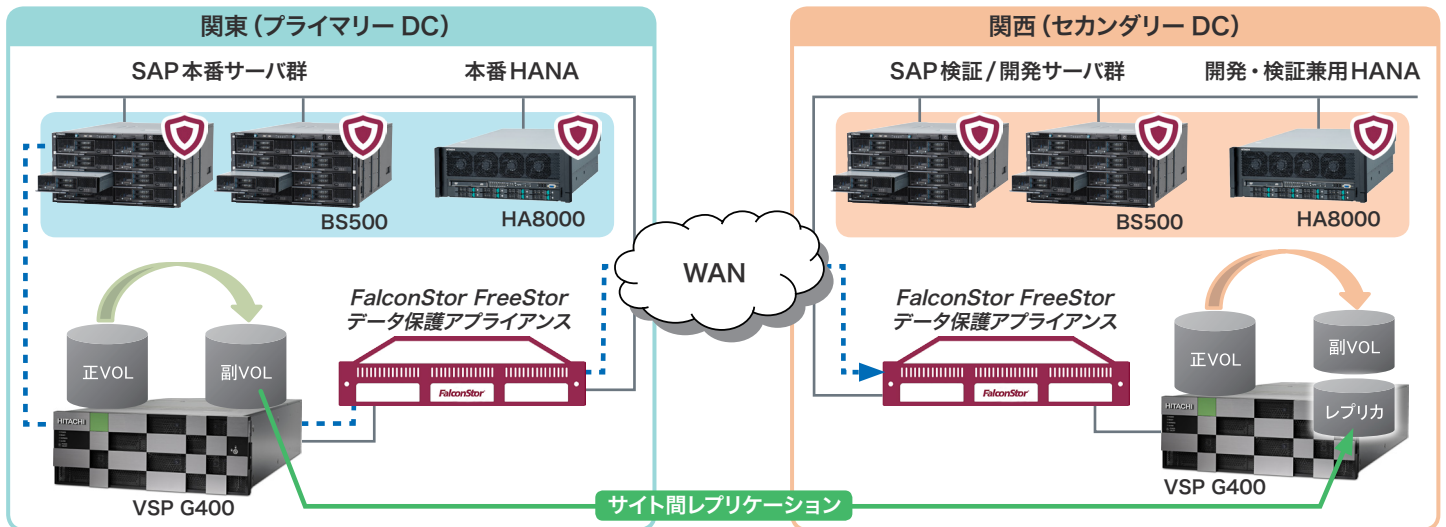 関東（プライマリー DC）
SAP本番サーバ群
本番HANA
BS500
HA8000
FalconStor FreeStor
データ保護アプライアンス
正VOL
副VOL
FalconStor
HITACHI
VSP G400
WAN
サイト間レプリケーション
関西（セカンダリー DC）
SAP検証/開発サーバ群
開発・検証兼用HANA
BS500
HA8000
FalconStor FreeStor
データ保護アプライアンス
正VOL
副VOL
レプリカ
FalconStor
HITACHI
VSP G400